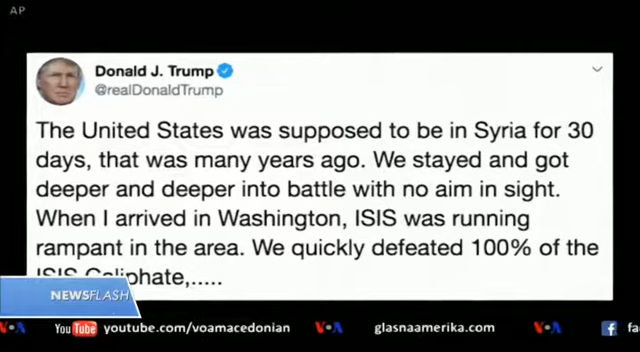 AP
Donald J. Trump
@realDonaldTrump
The United States was supposed to be in Syria for 30
days, that was many years ago. We stayed and got
deeper and deeper into battle with no aim in sight.
When I arrived in Washington, ISIS was running
rampant in the area. We quickly defeated 100% of the
ISIS Caliphate,.....
NEWSFLASH
VOA YouTube youtube.com/voamacedonian VOA glasnaamerika.com VOA f